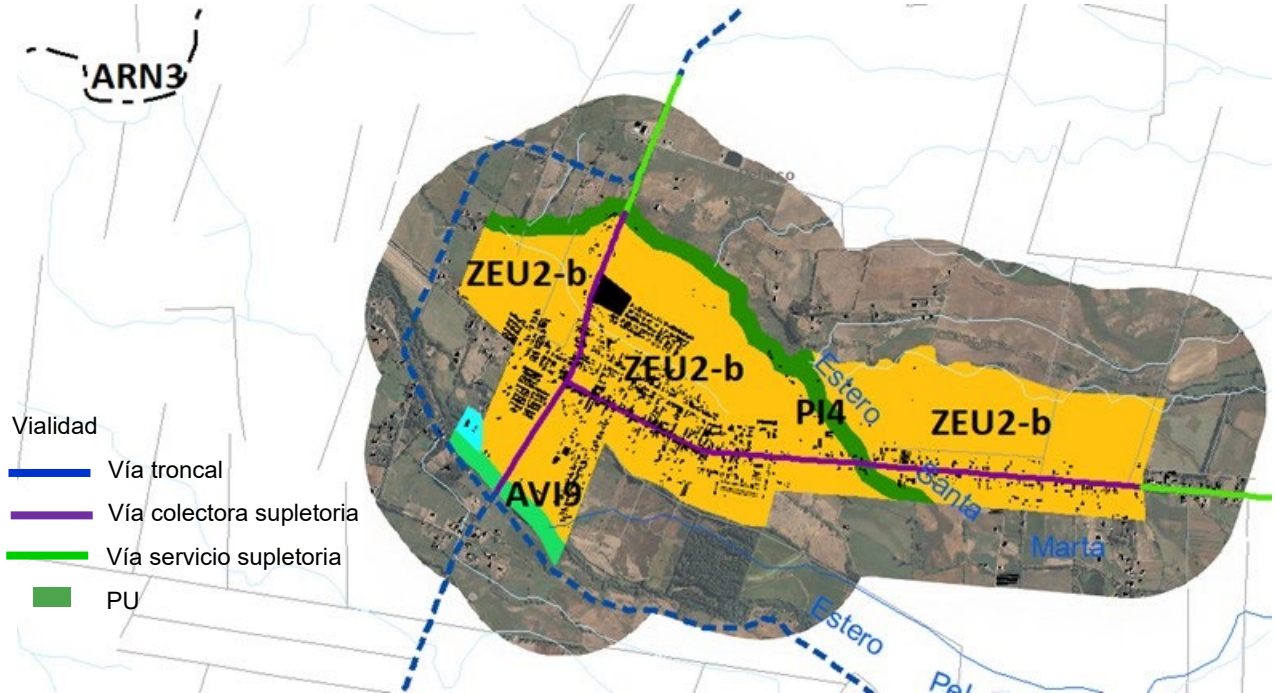 ARN3
ZEU2-b
ZEU2-b
Estero
PI4
ZEU2-b
Vialidad
Vía troncal
Santa
AVI9
Vía colectora supletoria
Marta
Vía servicio supletoria
PU
Estero